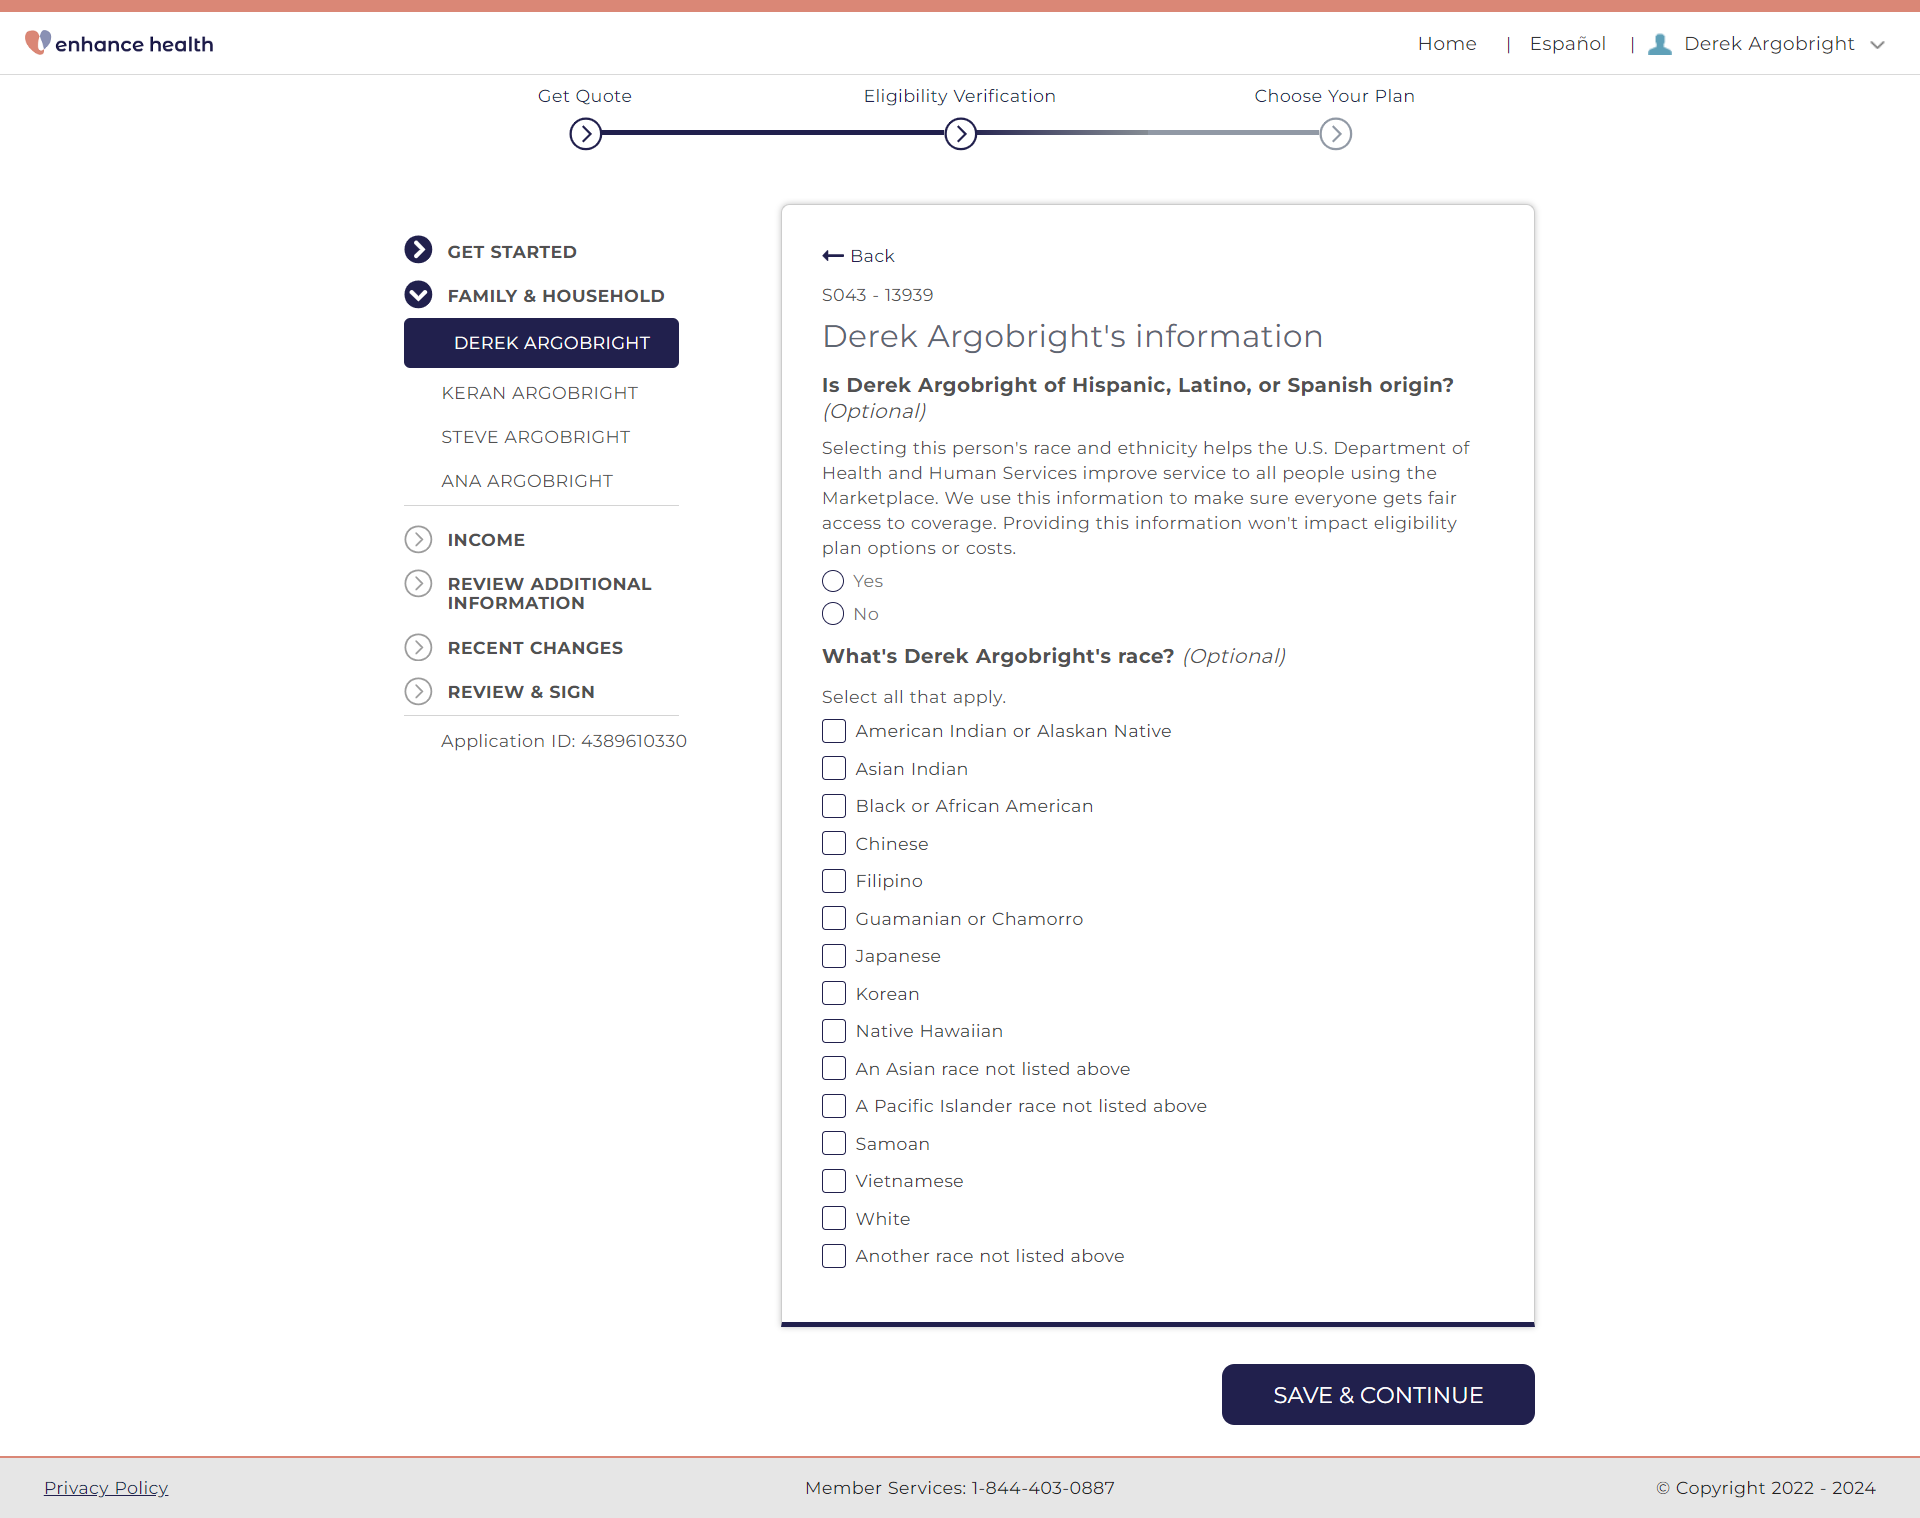 enhance health
Home | Español | Derek Argobright
Get Quote
Eligibility Verification
Choose Your Plan
GET STARTED
FAMILY & HOUSEHOLD
DEREK ARGOBRIGHT
KERAN ARGOBRIGHT
STEVE ARGOBRIGHT
ANA ARGOBRIGHT
INCOME
REVIEW ADDITIONAL
INFORMATION
RECENT CHANGES
REVIEW & SIGN
Application ID: 4389610330
Back
S043 - 13939
Derek Argobright's information
Is Derek Argobright of Hispanic, Latino, or Spanish origin?
(Optional)
Selecting this person's race and ethnicity helps the U.S. Department of
Health and Human Services improve service to all people using the
Marketplace. We use this information to make sure everyone gets fair
access to coverage. Providing this information won't impact eligibility
plan options or costs.
Yes
No
What's Derek Argobright's race? (Optional)
Select all that apply.
American Indian or Alaskan Native
Asian Indian
Black or African American
Chinese
Filipino
Guamanian or Chamorro
Japanese
Korean
Native Hawaiian
An Asian race not listed above
A Pacific Islander race not listed above
Samoan
Vietnamese
White
Another race not listed above
SAVE & CONTINUE
Privacy Policy
Member Services: 1-844-403-0887
© Copyright 2022 - 2024